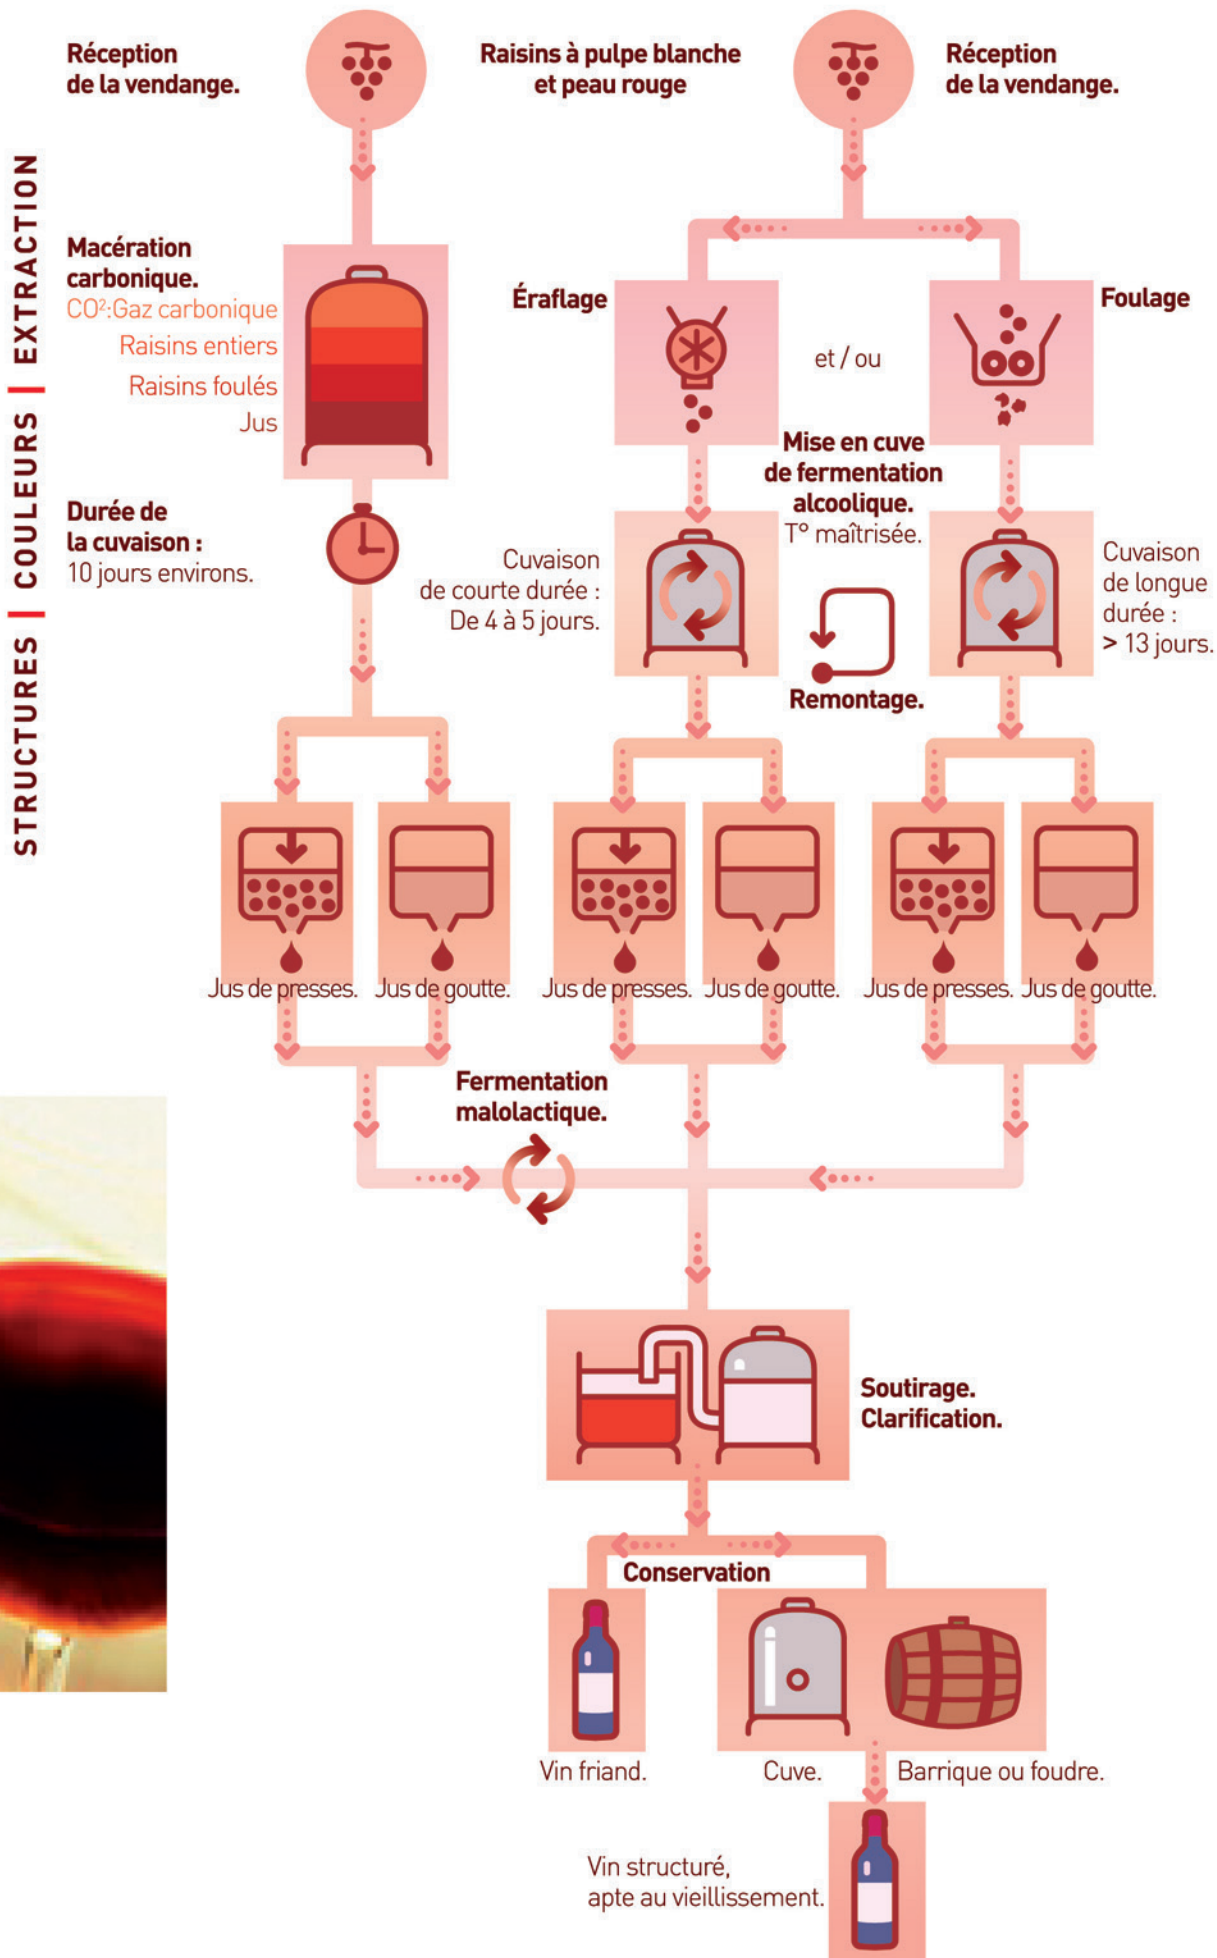 Réception
de la vendange.
Raisins à pulpe blanche
et peau rouge
Réception
de la vendange.
STRUCTURES | COULEURS | EXTRACTION
Macération
carbonique.
CO²:Gaz carbonique
Raisins entiers
Raisins foulés
Jus
Éraflage
et / ou
Foulage
Mise en cuve
de fermentation
alcoolique.
T° maîtrisée.
Durée de
la cuvaison :
10 jours environs.
Cuvaison
de courte durée :
De 4 à 5 jours.
Cuvaison
de longue
durée :
> 13 jours.
Remontage.
Jus de presses.
Jus de goutte.
Jus de presses.
Jus de goutte.
Jus de presses.
Jus de goutte.
Fermentation
malolactique.
Soutirage.
Clarification.
Conservation
Vin friand.
Cuve.
Barrique ou foudre.
Vin structuré,
apte au vieillissement.